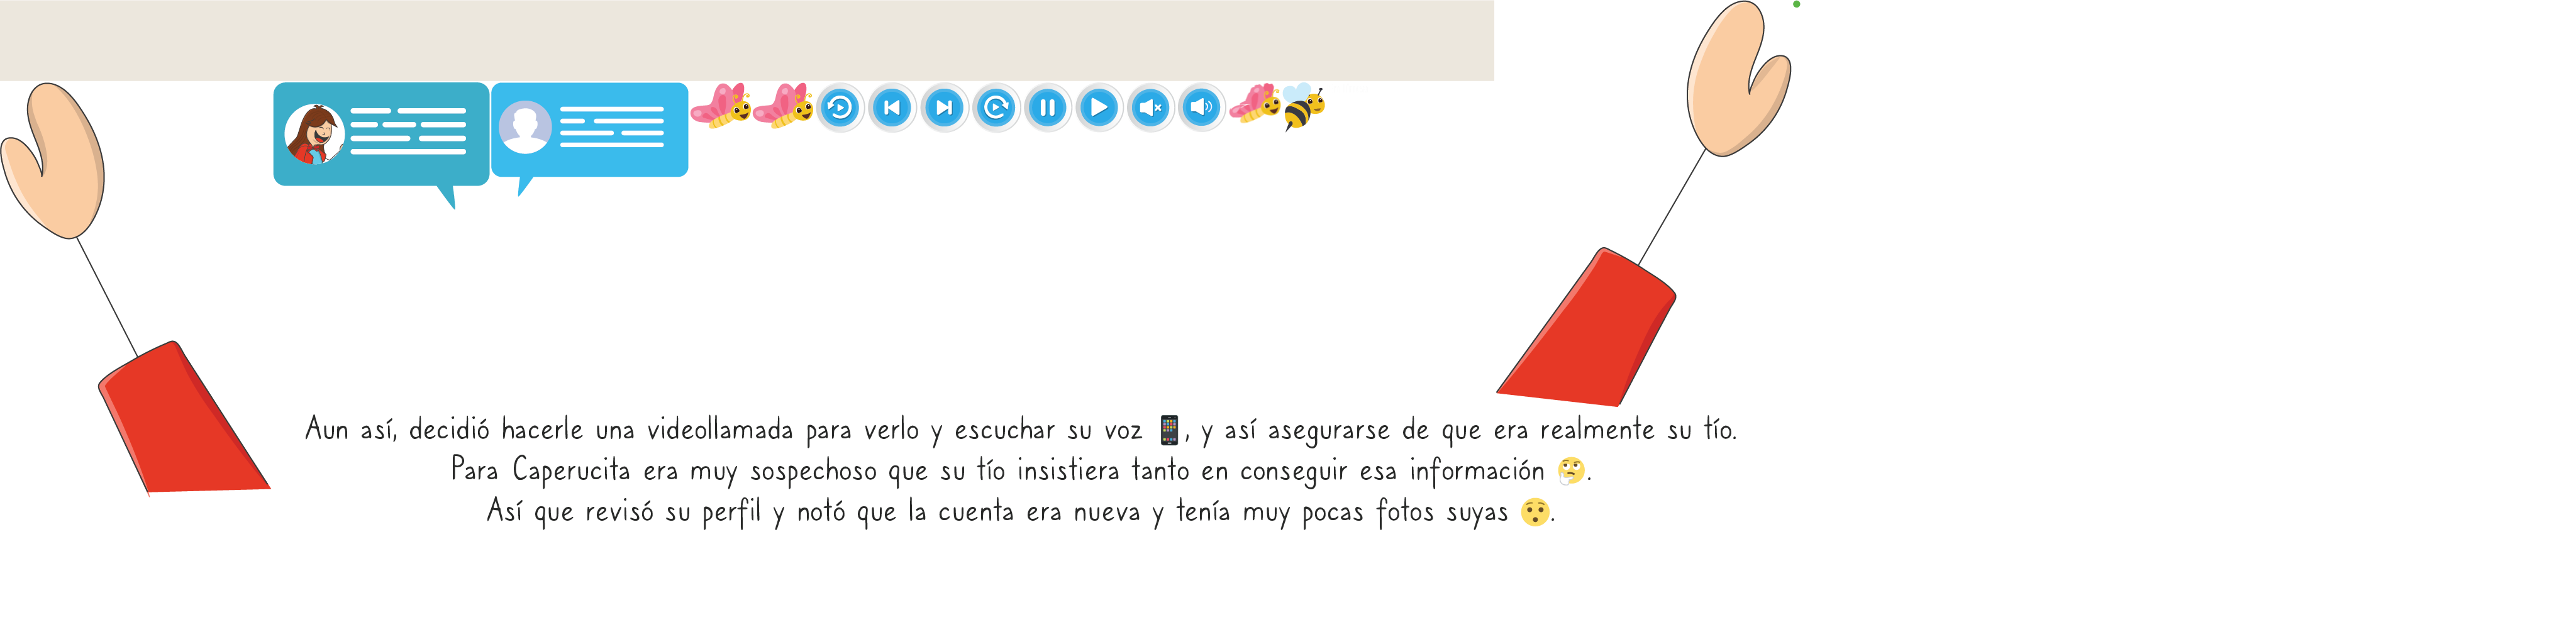 Aun así, decidió hacerle una videollamada para verlo y escuchar su voz 📱, y así asegurarse de que era realmente su tío.
Para Caperucita era muy sospechoso que su tío insistiera tanto en conseguir esa información 🤔.
Así que revisó su perfil y notó que la cuenta era nueva y tenía muy pocas fotos suyas 😯.